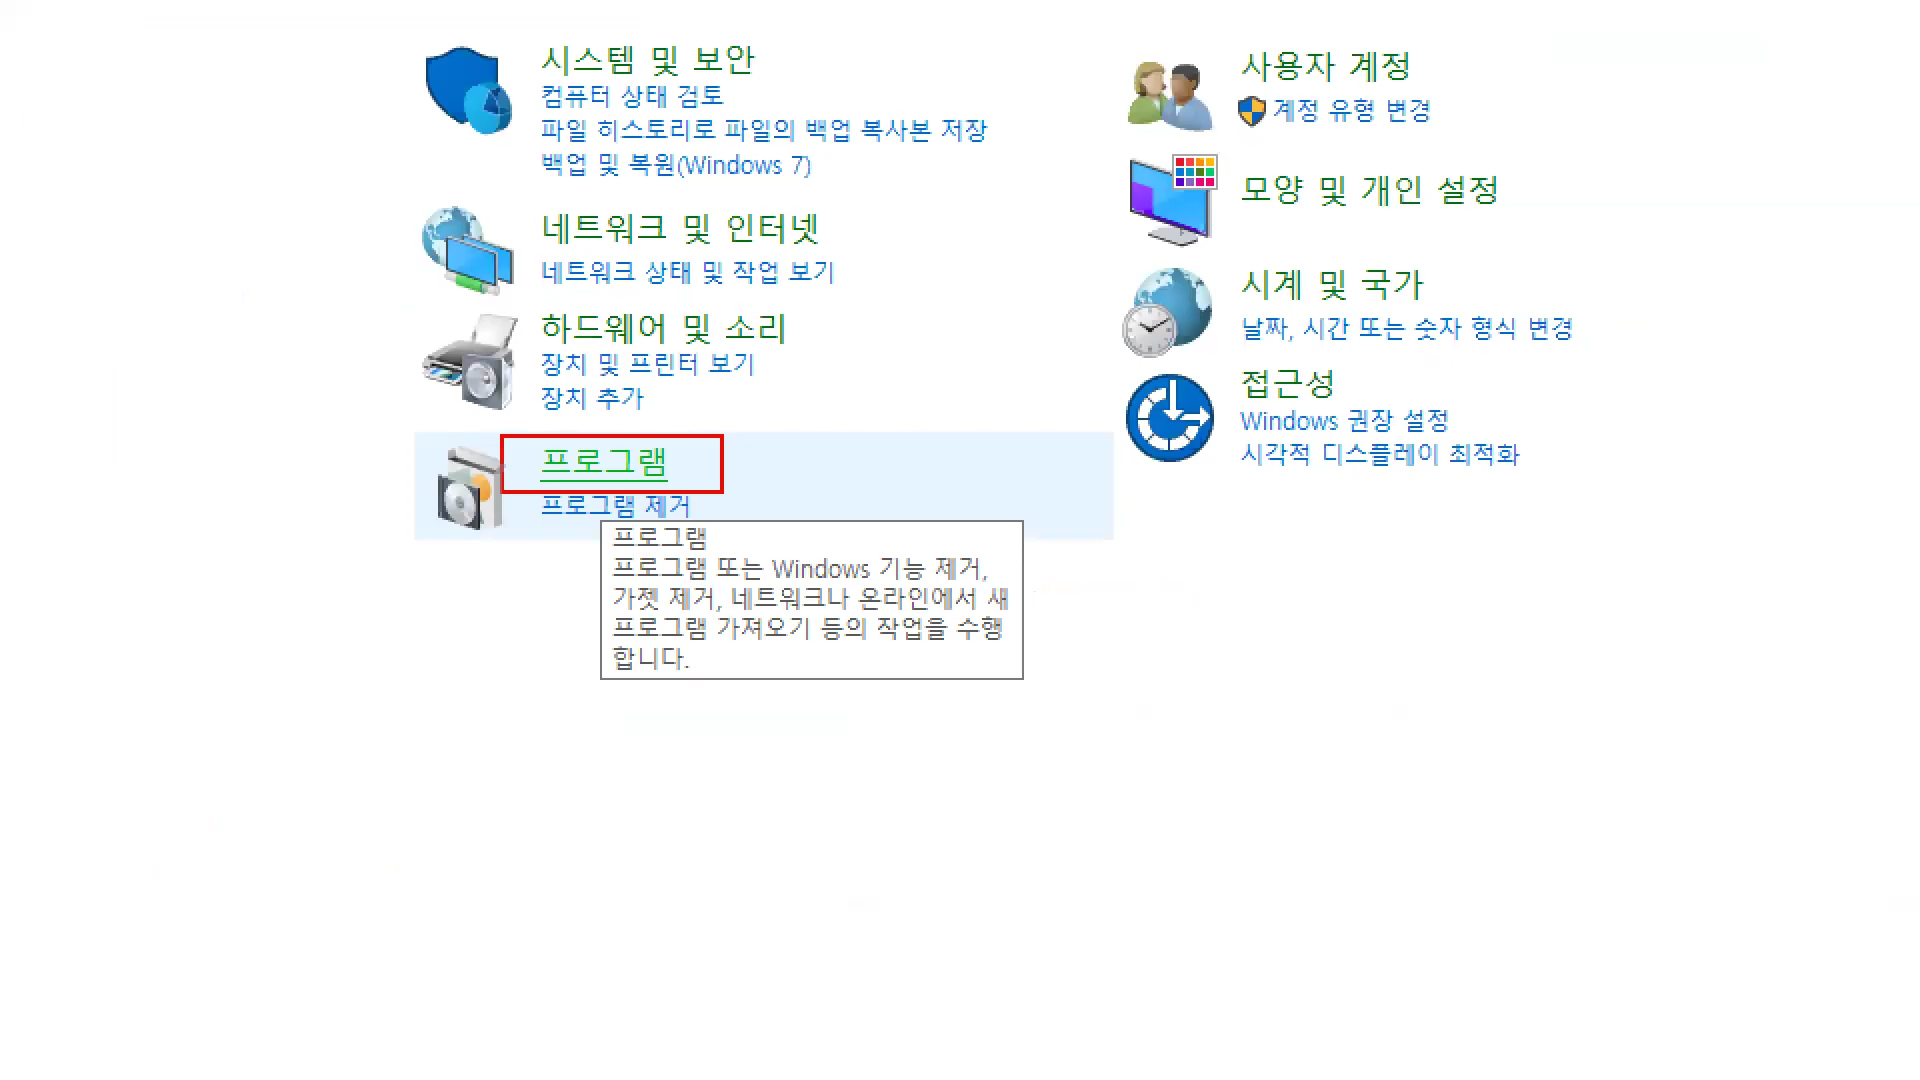 시스템 및 보안
컴퓨터 상태 검토
파일 히스토리로 파일의 백업 복사본 저장
백업 및 복원(Windows 7)
네트워크 및 인터넷
네트워크 상태 및 작업 보기
하드웨어 및 소리
장치 및 프린터 보기
장치 추가
프로그램
프로그램 제거
프로그램
프로그램 또는 Windows 기능 제거,
가젯 제거, 네트워크나 온라인에서 새
프로그램 가져오기 등의 작업을 수행
합니다.
사용자 계정
계정 유형 변경
모양 및 개인 설정
시계 및 국가
날짜, 시간 또는 숫자 형식 변경
접근성
Windows 권장 설정
시각적 디스플레이 최적화